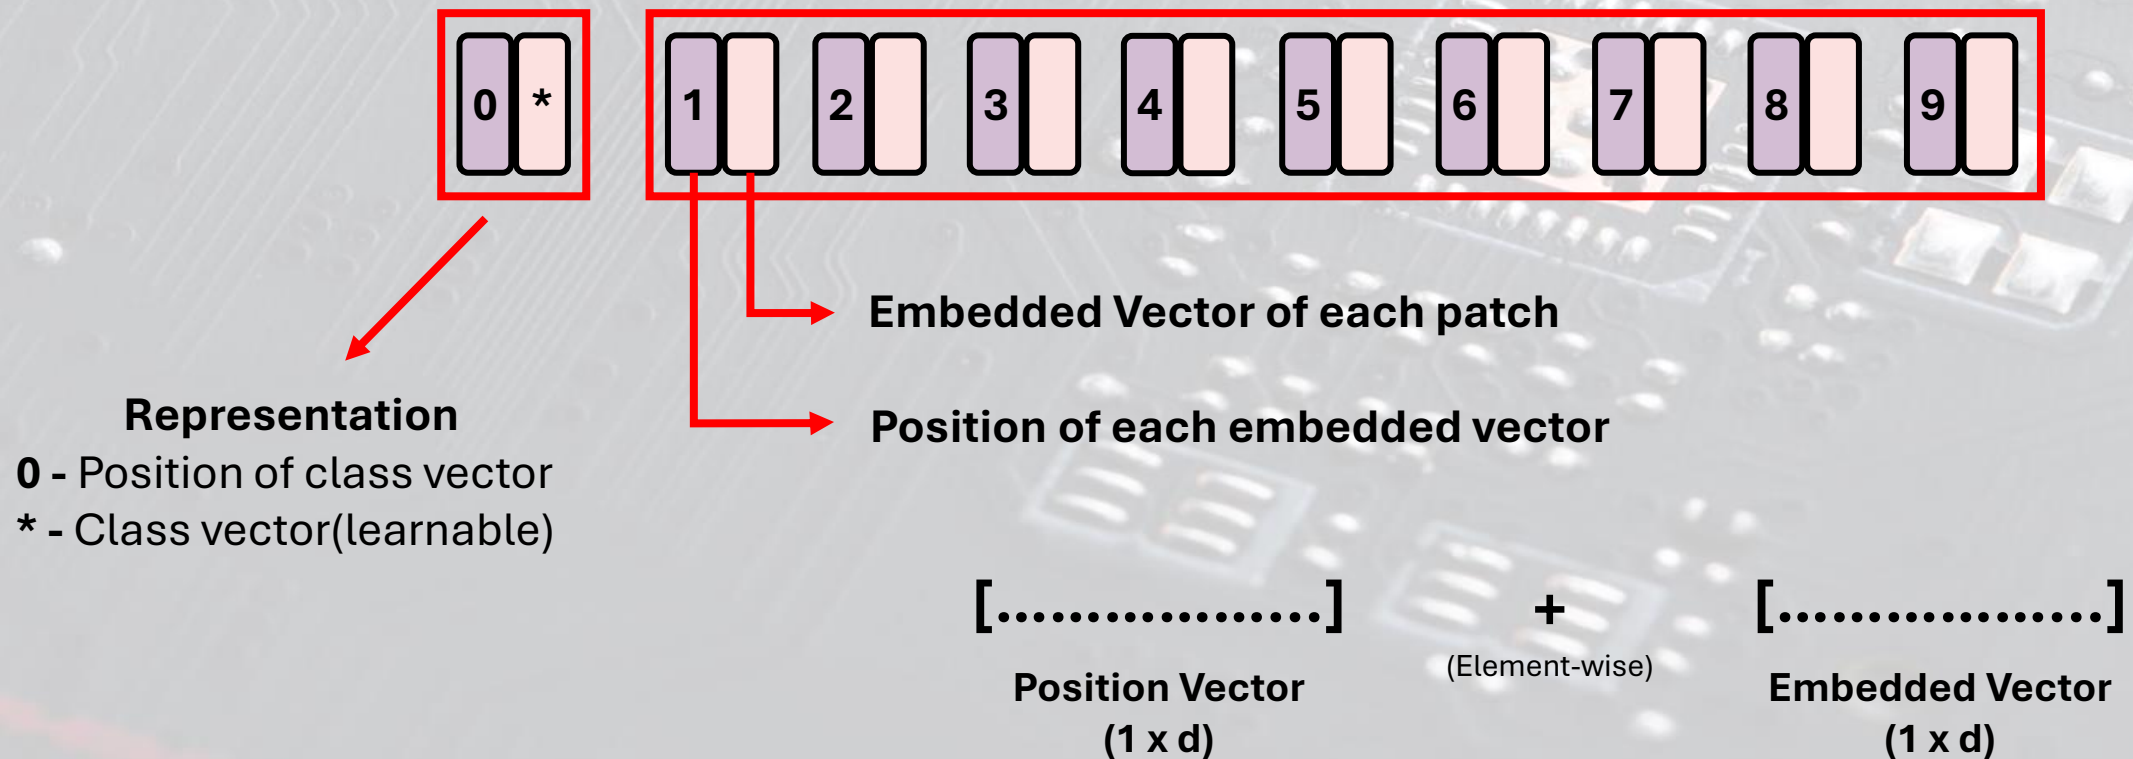 0 * 1 2 3 4 5 6 7 8 9
Embedded Vector of each patch
Position of each embedded vector
Representation
0 - Position of class vector
* - Class vector(learnable)
[..................] + [..................]
(Element-wise)
Position Vector
(1 x d)
Embedded Vector
(1 x d)